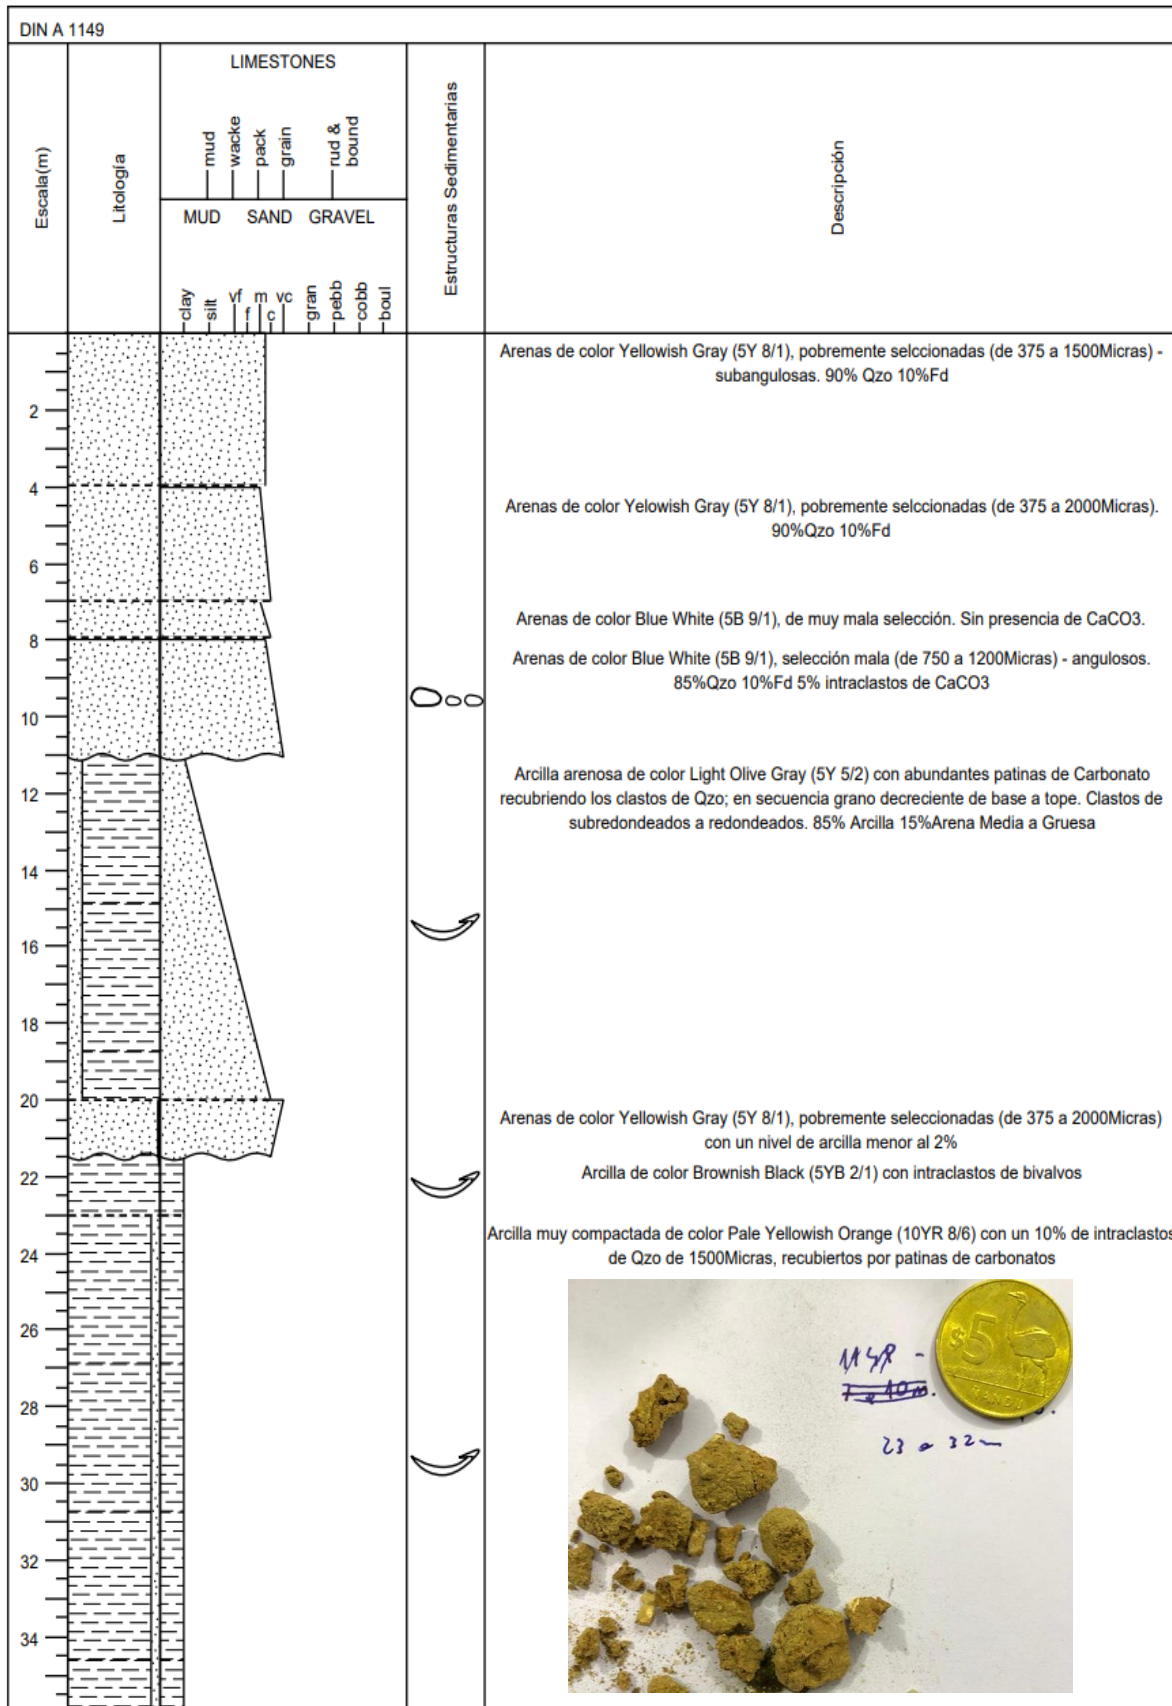 DIN A 1149
Escala(m)
Litología
LIMESTONES
mud
wacke
pack
grain
rud &
bound
MUD SAND GRAVEL
clay
silt
vf
f
m
c
vc
gran
pebb
cobb
boul
Estructuras Sedimentarias
Descripción
Arenas de color Yellowish Gray (5Y 8/1), pobremente selccionadas (de 375 a 1500Micras) -
subangulosas. 90% Qzo 10%Fd
2
4
Arenas de color Yelowish Gray (5Y 8/1), pobremente selccionadas (de 375 a 2000Micras).
90%Qzo 10%Fd
6
Arenas de color Blue White (5B 9/1), de muy mala selección. Sin presencia de CaCO3.
8
Arenas de color Blue White (5B 9/1), selección mala (de 750 a 1200Micras) - angulosos.
85%Qzo 10%Fd 5% intraclastos de CaCO3
10
Arcilla arenosa de color Light Olive Gray (5Y 5/2) con abundantes patinas de Carbonato
12
recubriendo los clastos de Qzo; en secuencia grano decreciente de base a tope. Clastos de
subredondeados a redondeados. 85% Arcilla 15%Arena Media a Gruesa
14
16
18
20
Arenas de color Yellowish Gray (5Y 8/1), pobremente seleccionadas (de 375 a 2000Micras)
con un nivel de arcilla menor al 2%
22
Arcilla de color Brownish Black (5YB 2/1) con intraclastos de bivalvos
Arcilla muy compactada de color Pale Yellowish Orange (10YR 8/6) con un 10% de intraclastos
24
de Qzo de 1500Micras, recubiertos por patinas de carbonatos
26
28
30
32
34
$5
ÑANDU
7 a 10m.
23 a 32m